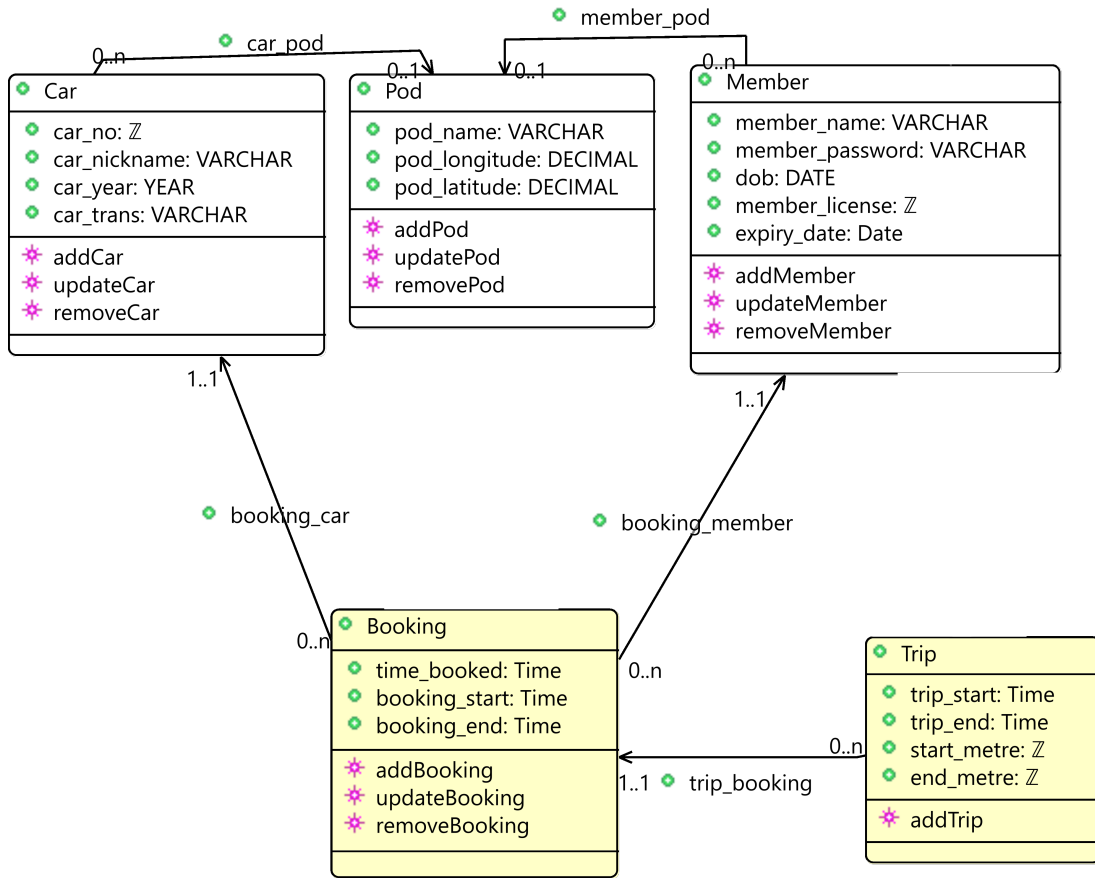 member_pod
car_pod
0..n
0..1
0..1
0..n
Car
car_no: ℤ
car_nickname: VARCHAR
car_year: YEAR
car_trans: VARCHAR
addCar
updateCar
removeCar
Pod
pod_name: VARCHAR
pod_longitude: DECIMAL
pod_latitude: DECIMAL
addPod
updatePod
removePod
Member
member_name: VARCHAR
member_password: VARCHAR
dob: DATE
member_license: ℤ
expiry_date: Date
addMember
updateMember
removeMember
1..1
1..1
booking_car
booking_member
0..n
0..n
Booking
time_booked: Time
booking_start: Time
booking_end: Time
addBooking
updateBooking
removeBooking
1..1
trip_booking
0..n
Trip
trip_start: Time
trip_end: Time
start_metre: ℤ
end_metre: ℤ
addTrip